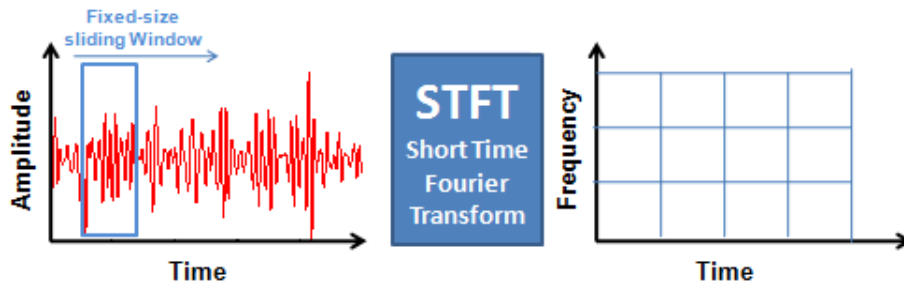 Fixed-size
sliding Window
Amplitude
Time
STFT
Short Time
Fourier
Transform
Frequency
Time